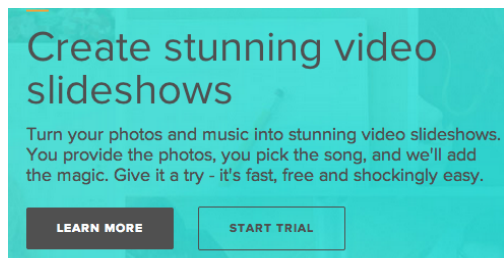 Create stunning video
slideshows
Turn your photos and music into stunning video slideshows.
You provide the photos, you pick the song, and we'll add
the magic. Give it a try - it's fast, free and shockingly easy.
LEARN MORE
START TRIAL